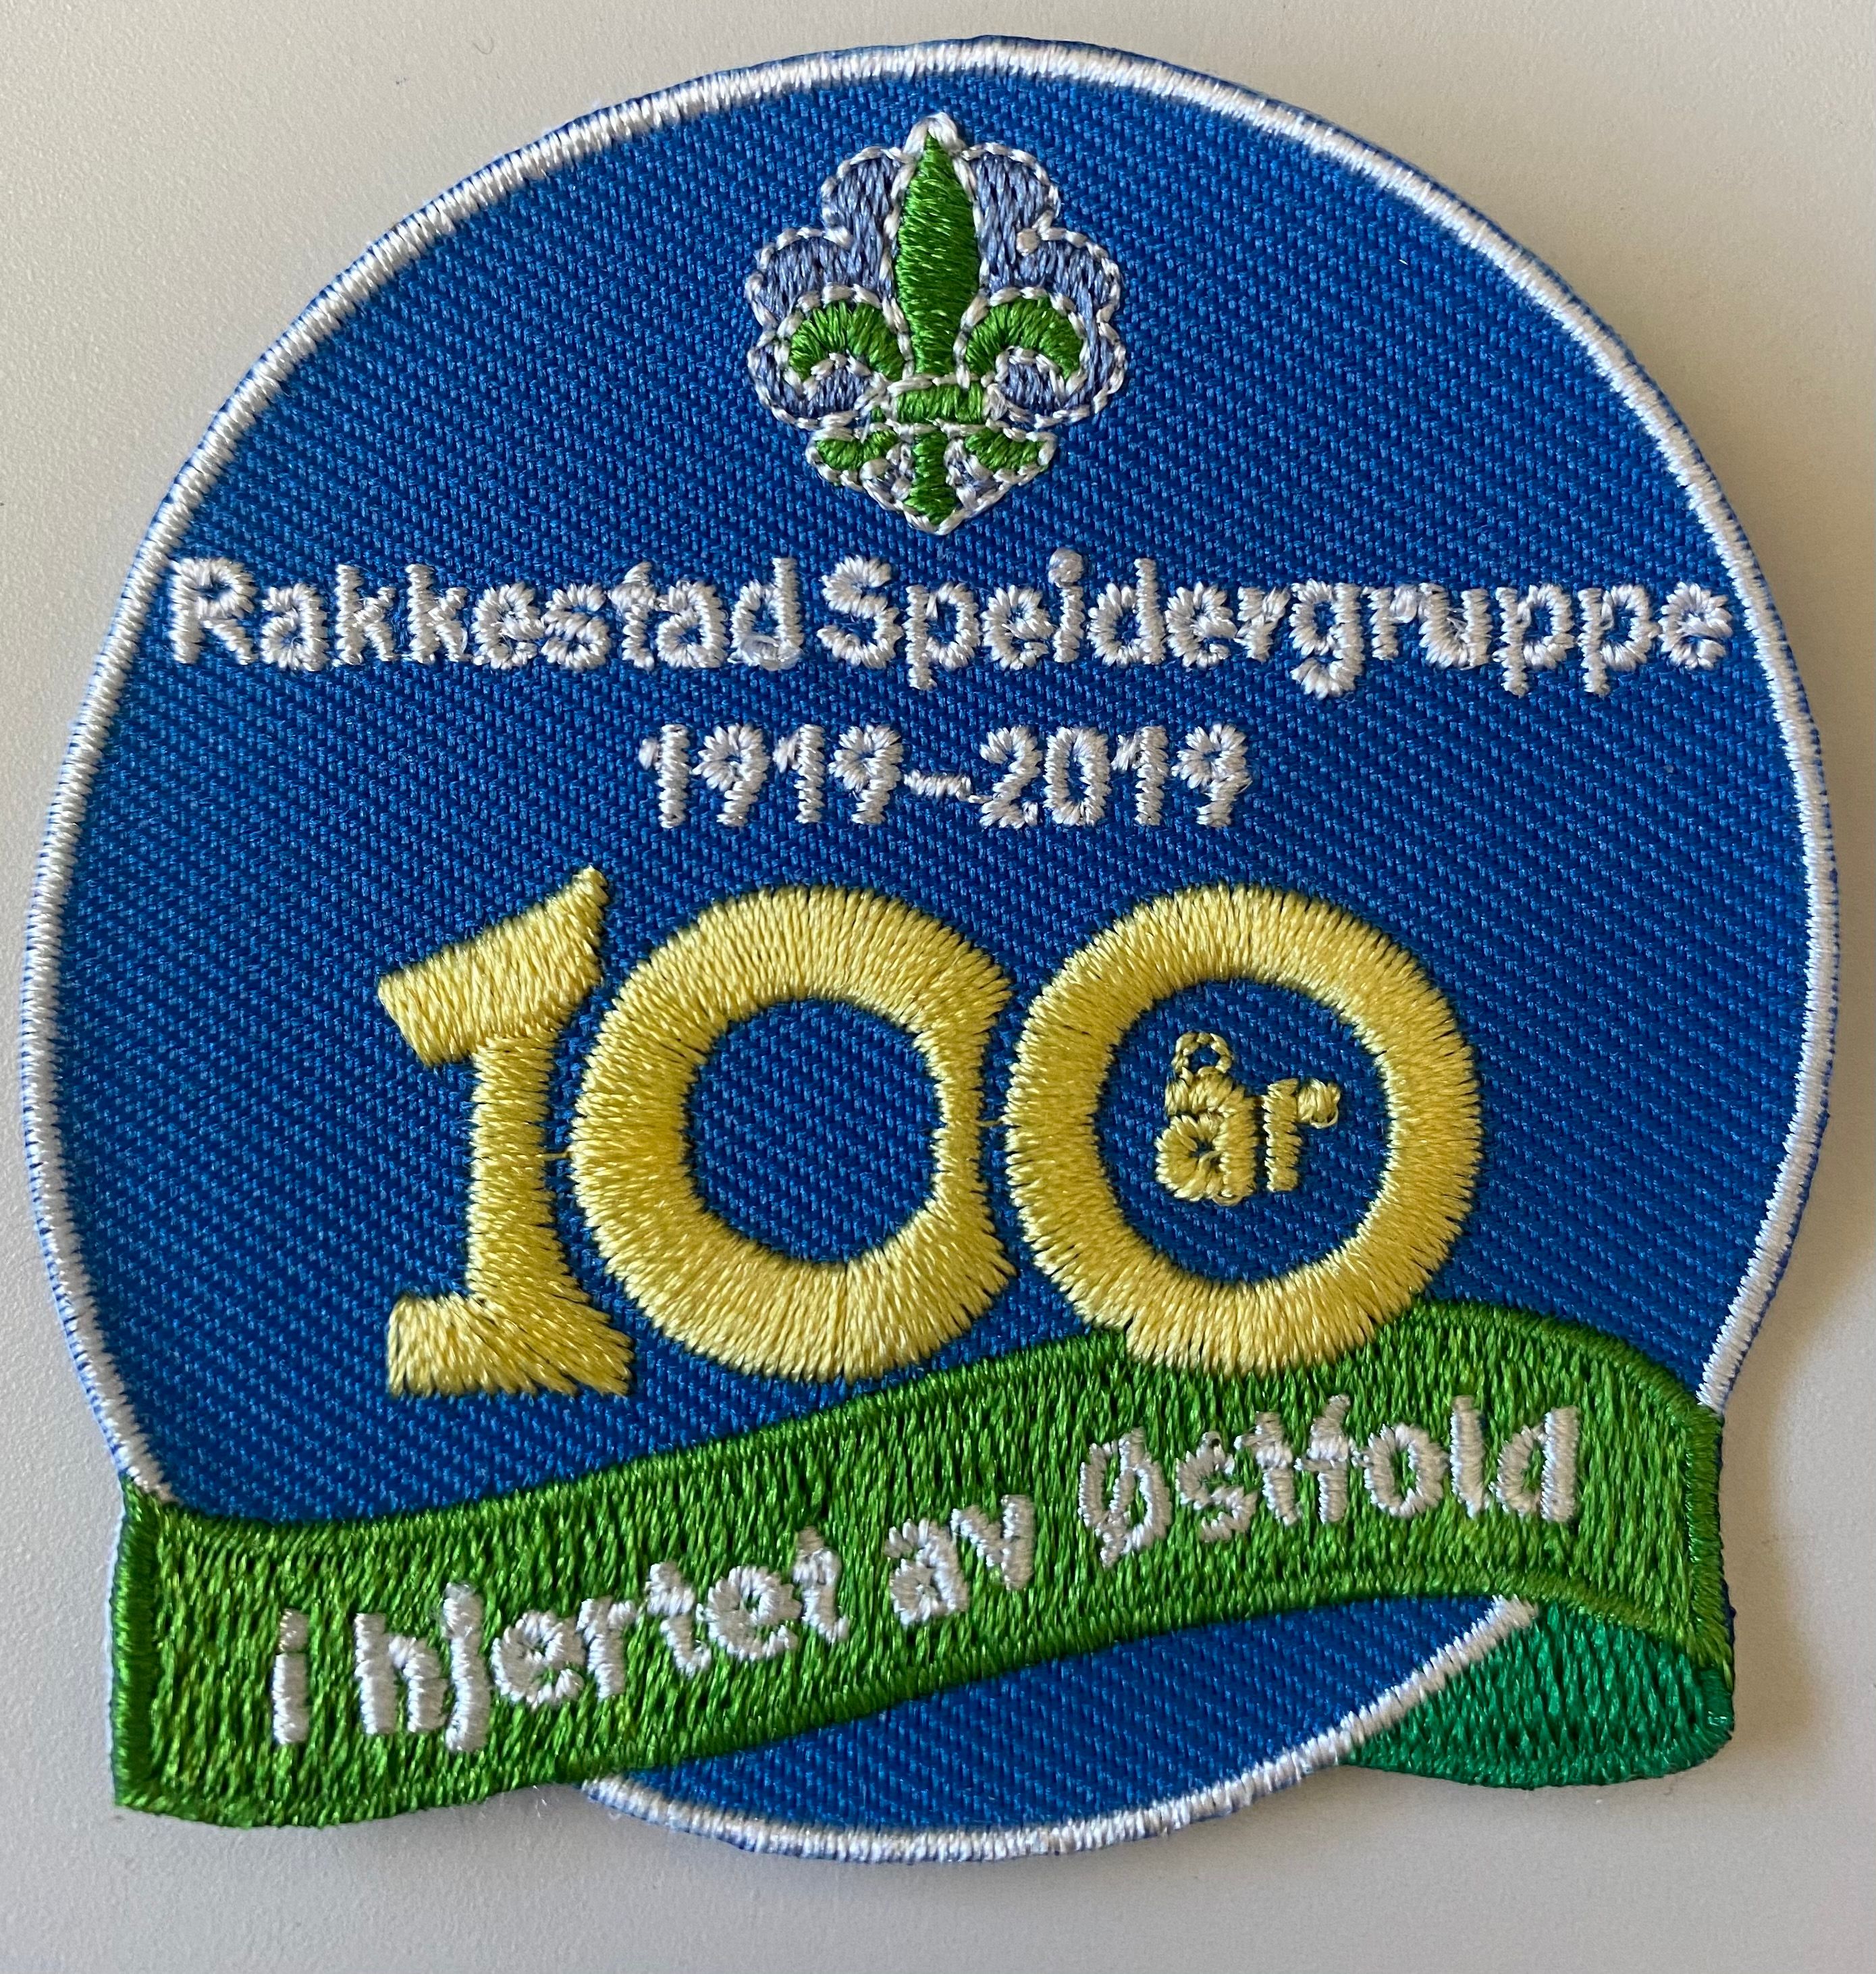 Rakkestad Speidergruppe
1919-2019
100
år
I hjertet av Østfold